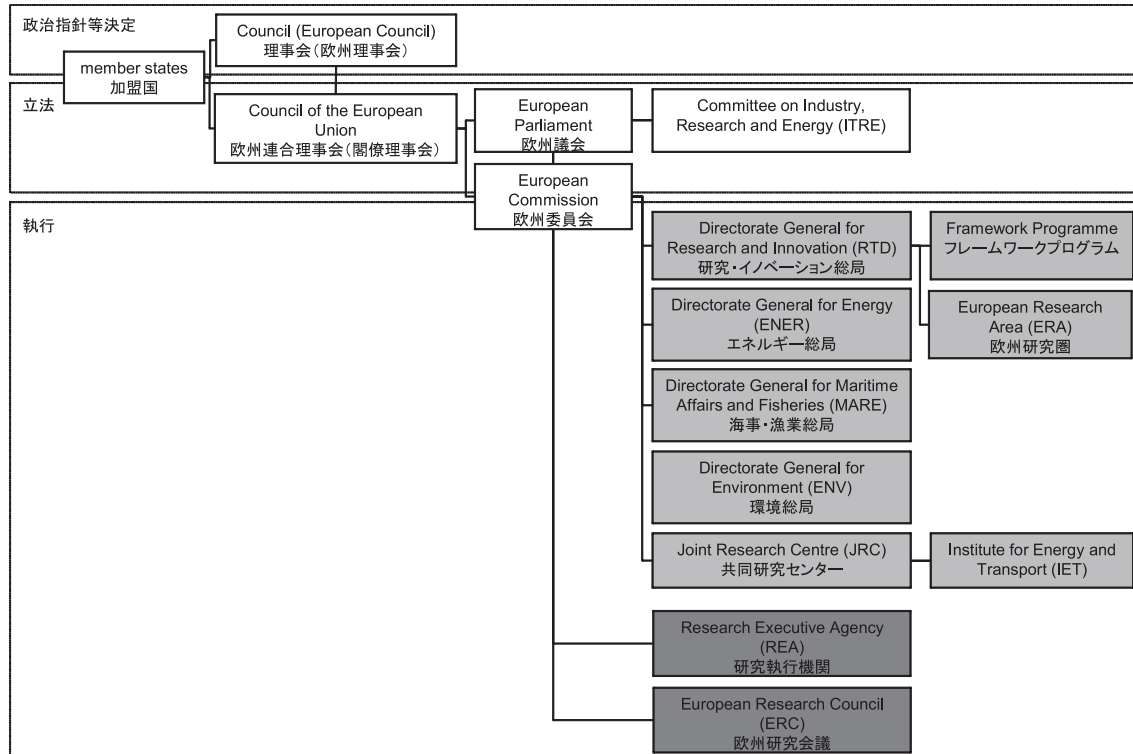 政治指針等決定
Council (European Council)
理事会(欧州理事会)
member states
加盟国
立法
Council of the European
Union
欧州連合理事会(閣僚理事会)
European
Parliament
欧州議会
Committee on Industry,
Research and Energy (ITRE)
European
Commission
欧州委員会
執行
Directorate General for
Research and Innovation (RTD)
研究・イノベーション総局
Framework Programme
フレームワークプログラム
Directorate General for Energy
(ENER)
エネルギー総局
European Research
Area (ERA)
欧州研究圏
Directorate General for Maritime
Affairs and Fisheries (MARE)
海事・漁業総局
Directorate General for
Environment (ENV)
環境総局
Joint Research Centre (JRC)
共同研究センター
Institute for Energy and
Transport (IET)
Research Executive Agency
(REA)
研究執行機関
European Research Council
(ERC)
欧州研究会議